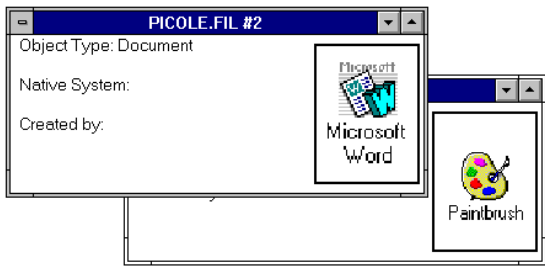 PICOLE.FIL #2
Object Type: Document
Native System:
Created by:
Microsoft
Microsoft
Word
Paintbrush